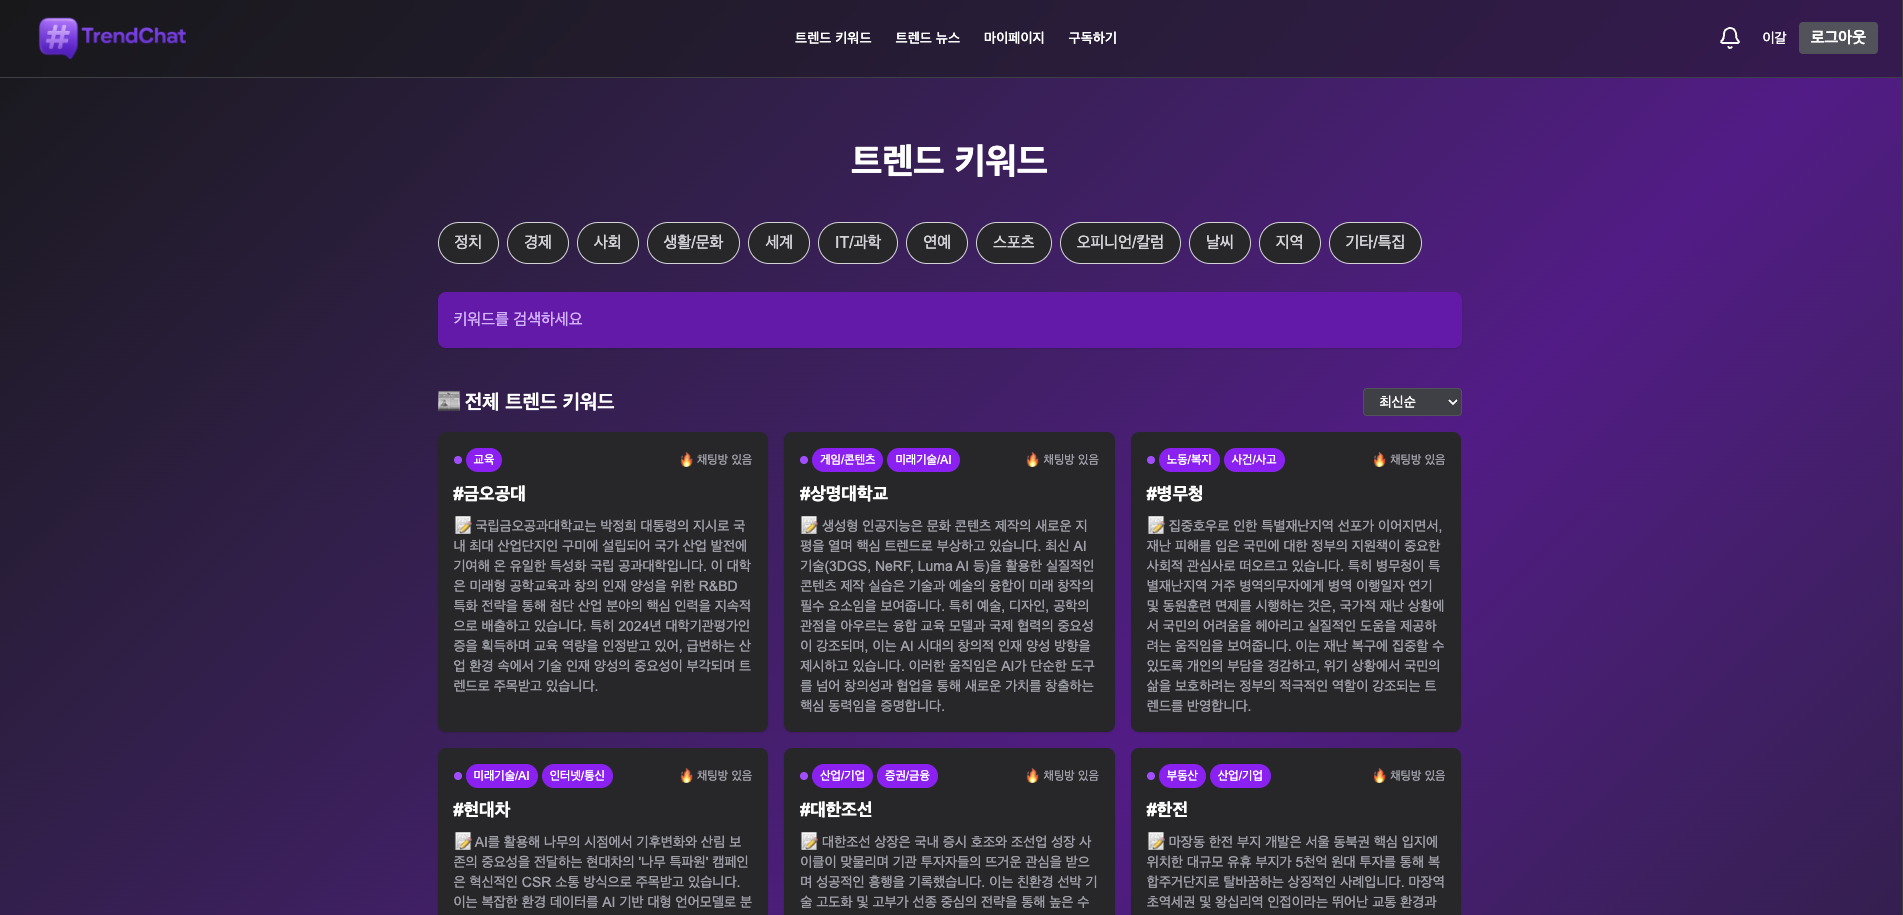 # TrendChat
트렌드 키워드 트렌드 뉴스 마이페이지 구독하기
이갈 로그아웃
트렌드 키워드
정치 경제 사회 생활/문화 세계 IT/과학 연예 스포츠 오피니언/칼럼 날씨 지역 기타/특집
키워드를 검색하세요
전체 트렌드 키워드
최신순
교육 채팅방 있음
#금오공대
국립금오공과대학교는 박정희 대통령의 지시로 국
내 최대 산업단지인 구미에 설립되어 국가 산업 발전에
기여해 온 유일한 특성화 국립 공과대학입니다. 이 대학
은 미래형 공학교육과 창의 인재 양성을 위한 R&BD
특화 전략을 통해 첨단 산업 분야의 핵심 인력을 지속적
으로 배출하고 있습니다. 특히 2024년 대학기관평가인
증을 획득하며 교육 역량을 인정받고 있어, 급변하는 산
업 환경 속에서 기술 인재 양성의 중요성이 부각되며 트
렌드로 주목받고 있습니다.
게임/콘텐츠 미래기술/AI 채팅방 있음
#상명대학교
생성형 인공지능은 문화 콘텐츠 제작의 새로운 지
평을 열며 핵심 트렌드로 부상하고 있습니다. 최신 AI
기술(3DGS, NeRF, Luma AI 등)을 활용한 실질적인
콘텐츠 제작 실습은 기술과 예술의 융합이 미래 창작의
필수 요소임을 보여줍니다. 특히 예술, 디자인, 공학의
관점을 아우르는 융합 교육 모델과 국제 협력의 중요성
이 강조되며, 이는 AI 시대의 창의적 인재 양성 방향을
제시하고 있습니다. 이러한 움직임은 AI가 단순한 도구
를 넘어 창의성과 협업을 통해 새로운 가치를 창출하는
핵심 동력임을 증명합니다.
노동/복지 사건/사고 채팅방 있음
#병무청
집중호우로 인한 특별재난지역 선포가 이어지면서,
재난 피해를 입은 국민에 대한 정부의 지원책이 중요한
사회적 관심사로 떠오르고 있습니다. 특히 병무청이 특
별재난지역 거주 병역의무자에게 병역 이행일자 연기
및 동원훈련 면제를 시행하는 것은, 국가적 재난 상황에
서 국민의 어려움을 헤아리고 실질적인 도움을 제공하
려는 움직임을 보여줍니다. 이는 재난 복구에 집중할 수
있도록 개인의 부담을 경감하고, 위기 상황에서 국민의
삶을 보호하려는 정부의 적극적인 역할이 강조되는 트
렌드를 반영합니다.
미래기술/AI 인터넷/통신 채팅방 있음
#현대차
AI를 활용해 나무의 시점에서 기후변화와 산림 보
존의 중요성을 전달하는 현대차의 '나무 특파원' 캠페인
은 혁신적인 CSR 소통 방식으로 주목받고 있습니다.
이는 복잡한 환경 데이터를 AI 기반 대형 언어모델로 분
산업/기업 증권/금융 채팅방 있음
#대한조선
대한조선 상장은 국내 증시 호조와 조선업 성장 사
이클이 맞물리며 기관 투자자들의 뜨거운 관심을 받으
며 성공적인 흥행을 기록했습니다. 이는 친환경 선박 기
술 고도화 및 고부가 선종 중심의 전략을 통해 높은 수
부동산 산업/기업 채팅방 있음
#한전
마장동 한전 부지 개발은 서울 동북권 핵심 입지에
위치한 대규모 유휴 부지가 5천억 원대 투자를 통해 복
합주거단지로 탈바꿈하는 상징적인 사례입니다. 마장역
초역세권 및 왕십리역 인접이라는 뛰어난 교통 환경과